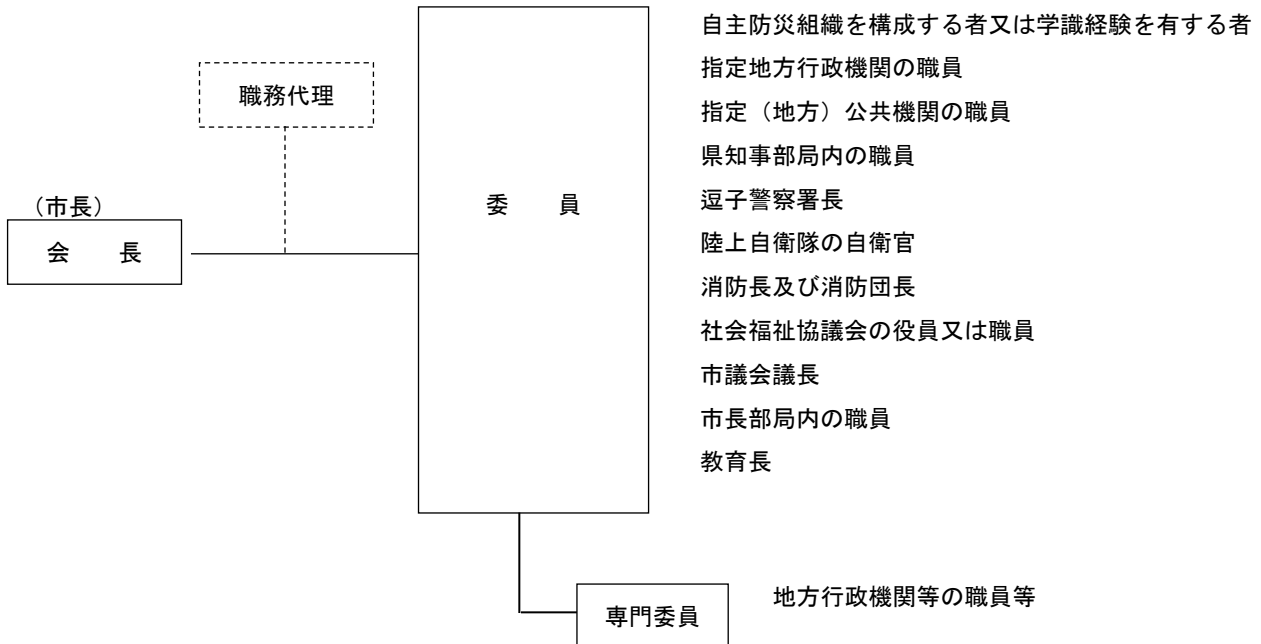 職務代理
（市長）
会　　長
委　　員
自主防災組織を構成する者又は学識経験を有する者
指定地方行政機関の職員
指定（地方）公共機関の職員
県知事部局内の職員
逗子警察署長
陸上自衛隊の自衛官
消防長及び消防団長
社会福祉協議会の役員又は職員
市議会議長
市長部局内の職員
教育長
専門委員
地方行政機関等の職員等